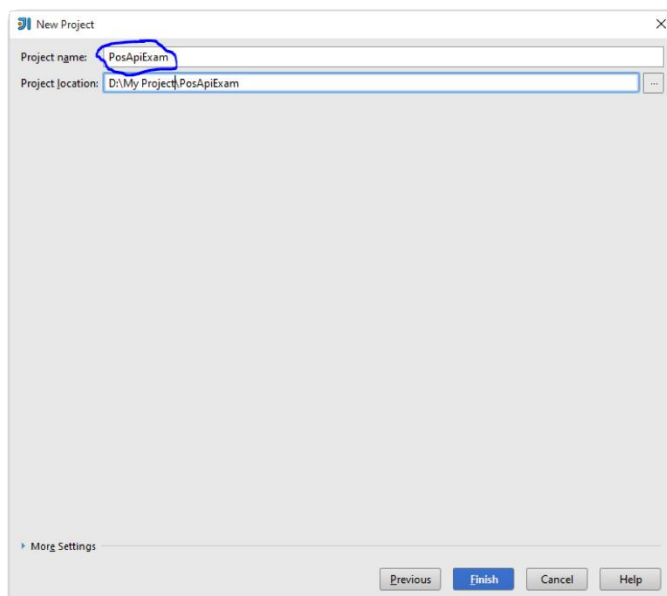 New Project
Project name: PosApiExam
Project location: D:\My Project\PosApiExam
...
More Settings
Previous Finish Cancel Help